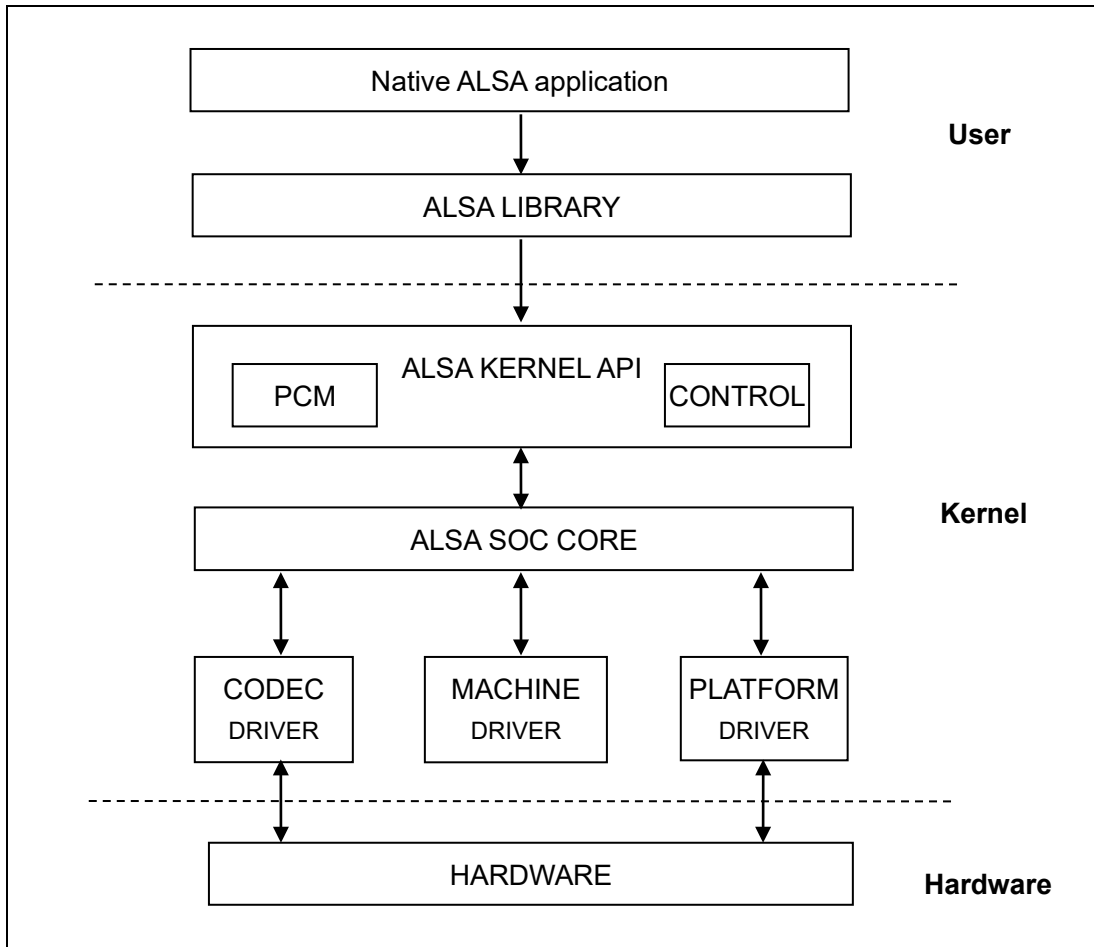 Native ALSA application
User
ALSA LIBRARY
ALSA KERNEL API
PCM
CONTROL
Kernel
ALSA SOC CORE
CODEC
DRIVER
MACHINE
DRIVER
PLATFORM
DRIVER
HARDWARE
Hardware